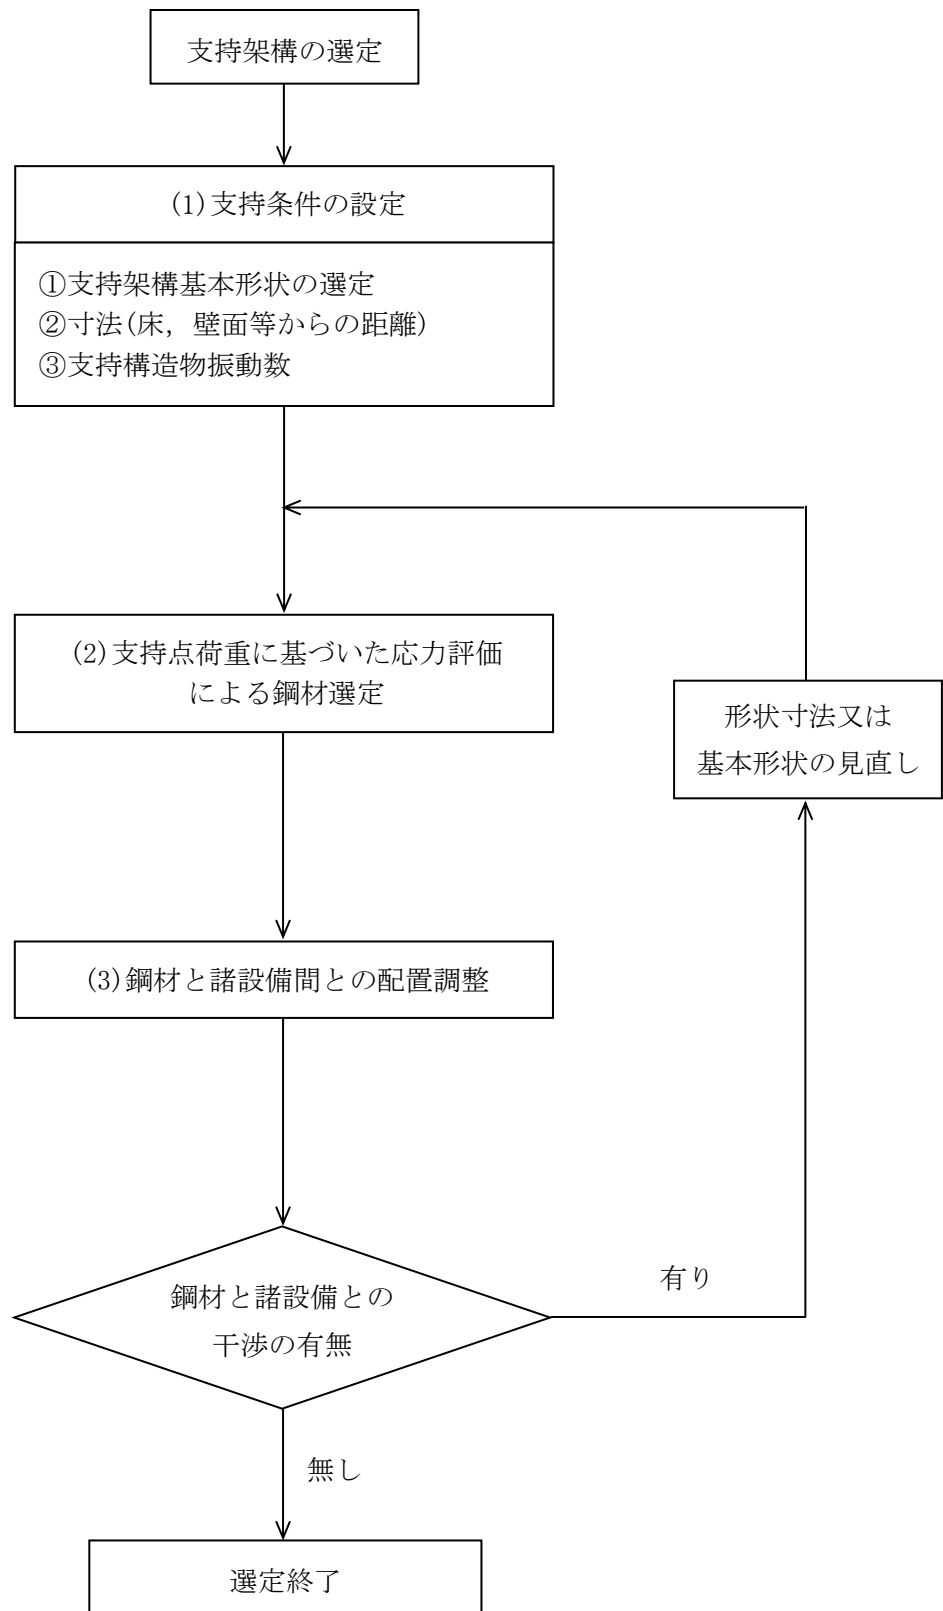 支持架構の選定
(1)支持条件の設定
①支持架構基本形状の選定
②寸法(床，壁面等からの距離)
③支持構造物振動数
(2)支持点荷重に基づいた応力評価
による鋼材選定
形状寸法又は
基本形状の見直し
(3)鋼材と諸設備間との配置調整
鋼材と諸設備との
干渉の有無
有り
無し
選定終了